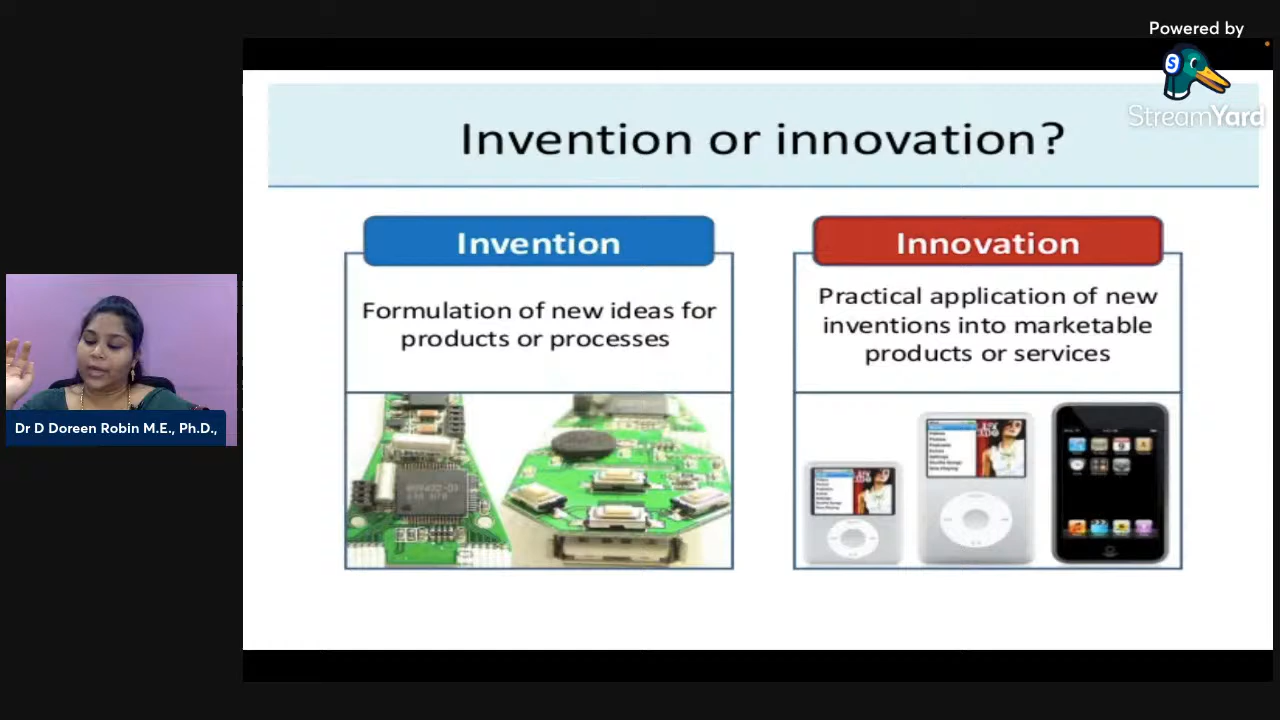 Powered by
StreamYard
Invention or innovation?
Invention
Formulation of new ideas for
products or processes
Innovation
Practical application of new
inventions into marketable
products or services
Dr D Doreen Robin M.E., Ph.D.,